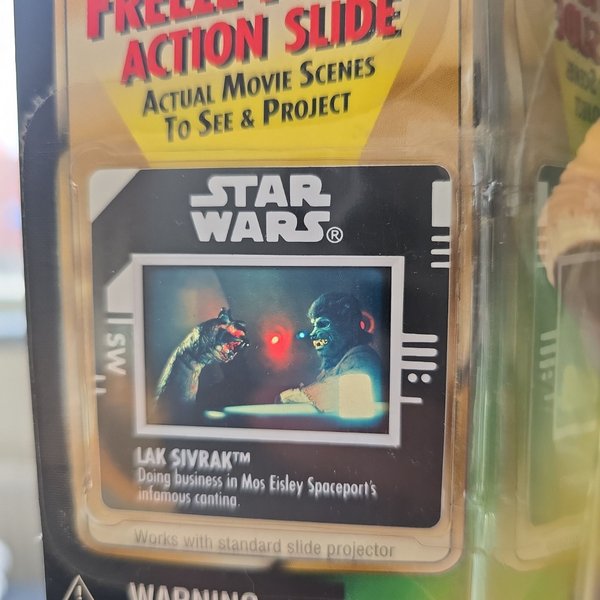 ACTION SLIDE
ACTUAL MOVIE SCENES
TO SEE & PROJECT
STAR
WARS®
SW
LAK SIVRAK™
Doing business in Mos Eisley Spaceport's
infamous cantina.
Works with standard slide projector
WARNING